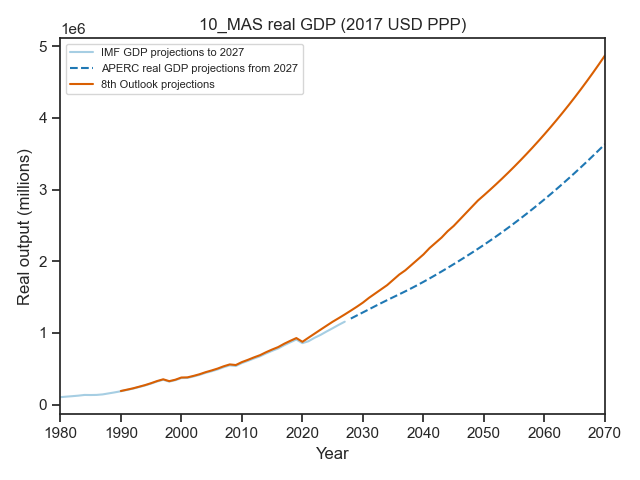 10_MAS real GDP (2017 USD PPP)
1e6
IMF GDP projections to 2027
APERC real GDP projections from 2027
8th Outlook projections
Real output (millions)
5
4
3
2
1
0
1980 1990 2000 2010 2020 2030 2040 2050 2060 2070
Year